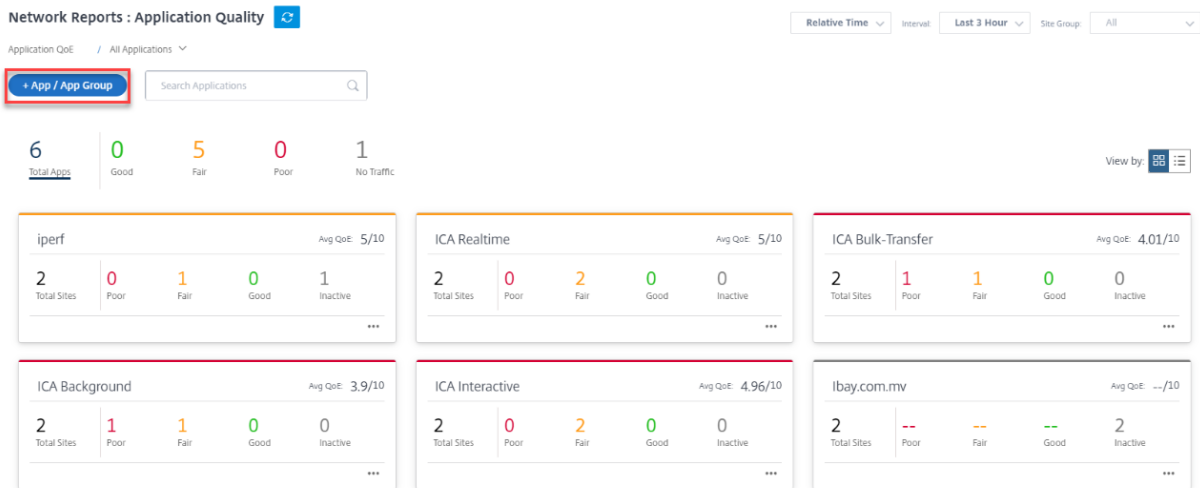 Network Reports : Application Quality
Relative Time Interval: Last 3 Hour Site Group: All
Application QoE / All Applications
+ App / App Group Search Applications
6 0 5 0 1
Total Apps Good Fair Poor No Traffic
View by:
iperf Avg QoE: 5/10
2 0 1 0 1
Total Sites Poor Fair Good Inactive
...
ICA Realtime Avg QoE: 5/10
2 0 2 0 0
Total Sites Poor Fair Good Inactive
...
ICA Bulk-Transfer Avg QoE: 4.01/10
2 1 1 0 0
Total Sites Poor Fair Good Inactive
...
ICA Background Avg QoE: 3.9/10
2 1 1 0 0
Total Sites Poor Fair Good Inactive
...
ICA Interactive Avg QoE: 4.96/10
2 0 2 0 0
Total Sites Poor Fair Good Inactive
...
Ibay.com.mv Avg QoE: --/10
2 -- -- -- 2
Total Sites Poor Fair Good Inactive
...